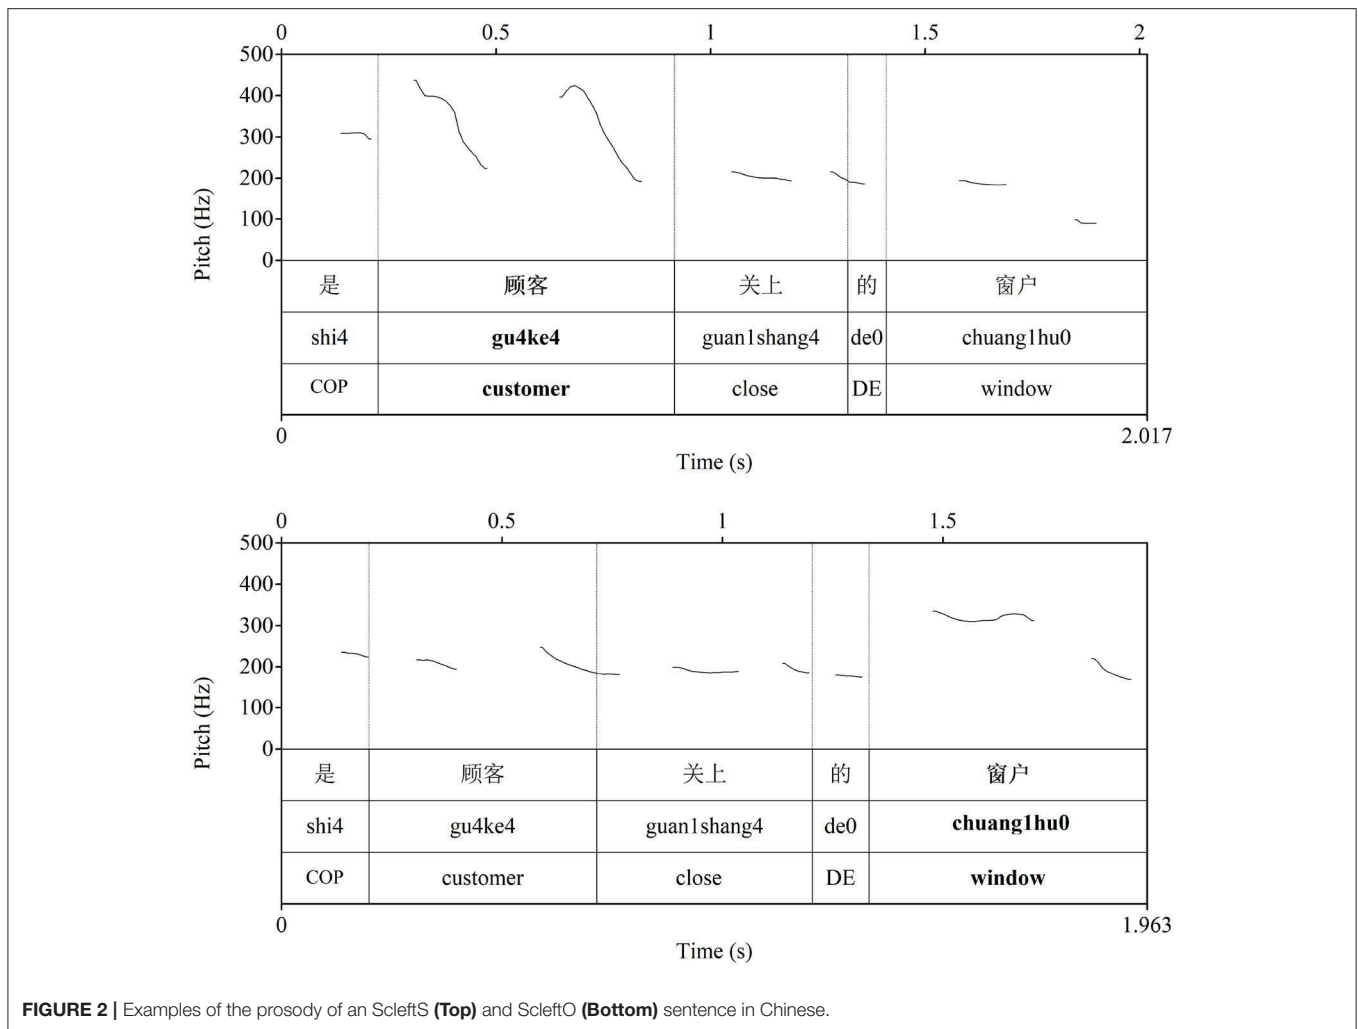 0 0.5 1 1.5 2
500
400
300
200
100
0
Pitch (Hz)
是 顾客 关上 的 窗户
shi4 gu4ke4 guan1shang4 de0 chuang1hu0
COP customer close DE window
0 2.017
Time (s)
0 0.5 1 1.5
500
400
300
200
100
0
Pitch (Hz)
是 顾客 关上 的 窗户
shi4 gu4ke4 guan1shang4 de0 chuang1hu0
COP customer close DE window
0 1.963
Time (s)
FIGURE 2 | Examples of the prosody of an ScleftS (Top) and ScleftO (Bottom) sentence in Chinese.